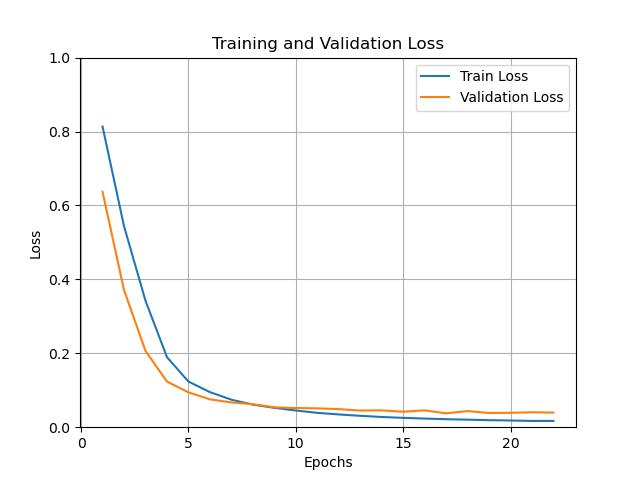 Training and Validation Loss
Train Loss
Validation Loss
1.0
0.8
0.6
0.4
0.2
0.0
Loss
0 5 10 15 20
Epochs